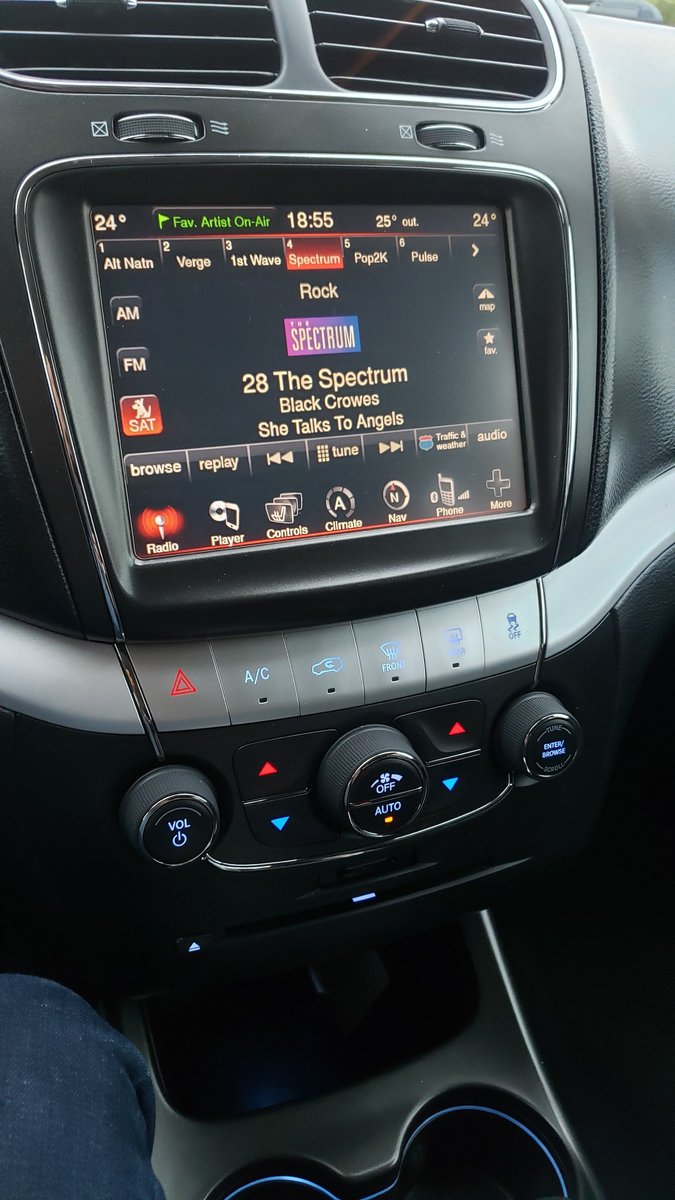 24° Fav. Artist On-Air 18:55 25° out. 24°
1 Alt Natn 2 Verge 3 1st Wave 4 Spectrum 5 Pop2K 6 Pulse
Rock
AM
map
THE SPECTRUM
FM
fav.
28 The Spectrum
Black Crowes
SAT
She Talks To Angels
browse replay tune Traffic & weather audio
Radio Player Controls A Climate N Nav Phone More
A/C FRONT REAR OFF
TUNE
ENTER/
BROWSE
SCROLL
OFF
AUTO
VOL